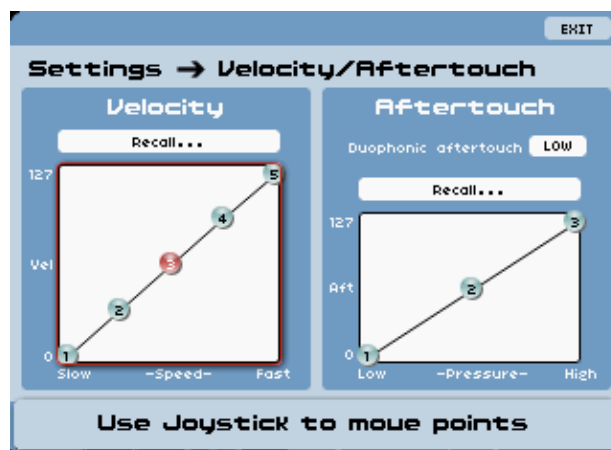 EXIT
Settings → Velocity/Aftertouch
Velocity
Recall...
127
Vel
0
1
2
3
4
5
Slow -Speed- Fast
Aftertouch
Duophonic aftertouch LOW
Recall...
127
Aft
0
1
2
3
Low -Pressure- High
Use Joystick to move points